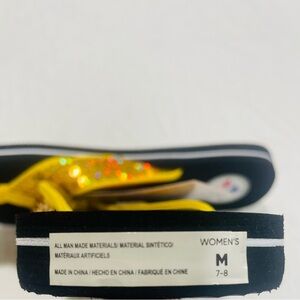 ALL MAN MADE MATERIALS/ MATERIAL SINTÉTICO/
MATÉRIAUX ARTIFICIELS
MADE IN CHINA / HECHO EN CHINA / FABRIQUÉ EN CHINE
WOMEN'S
M
7-8